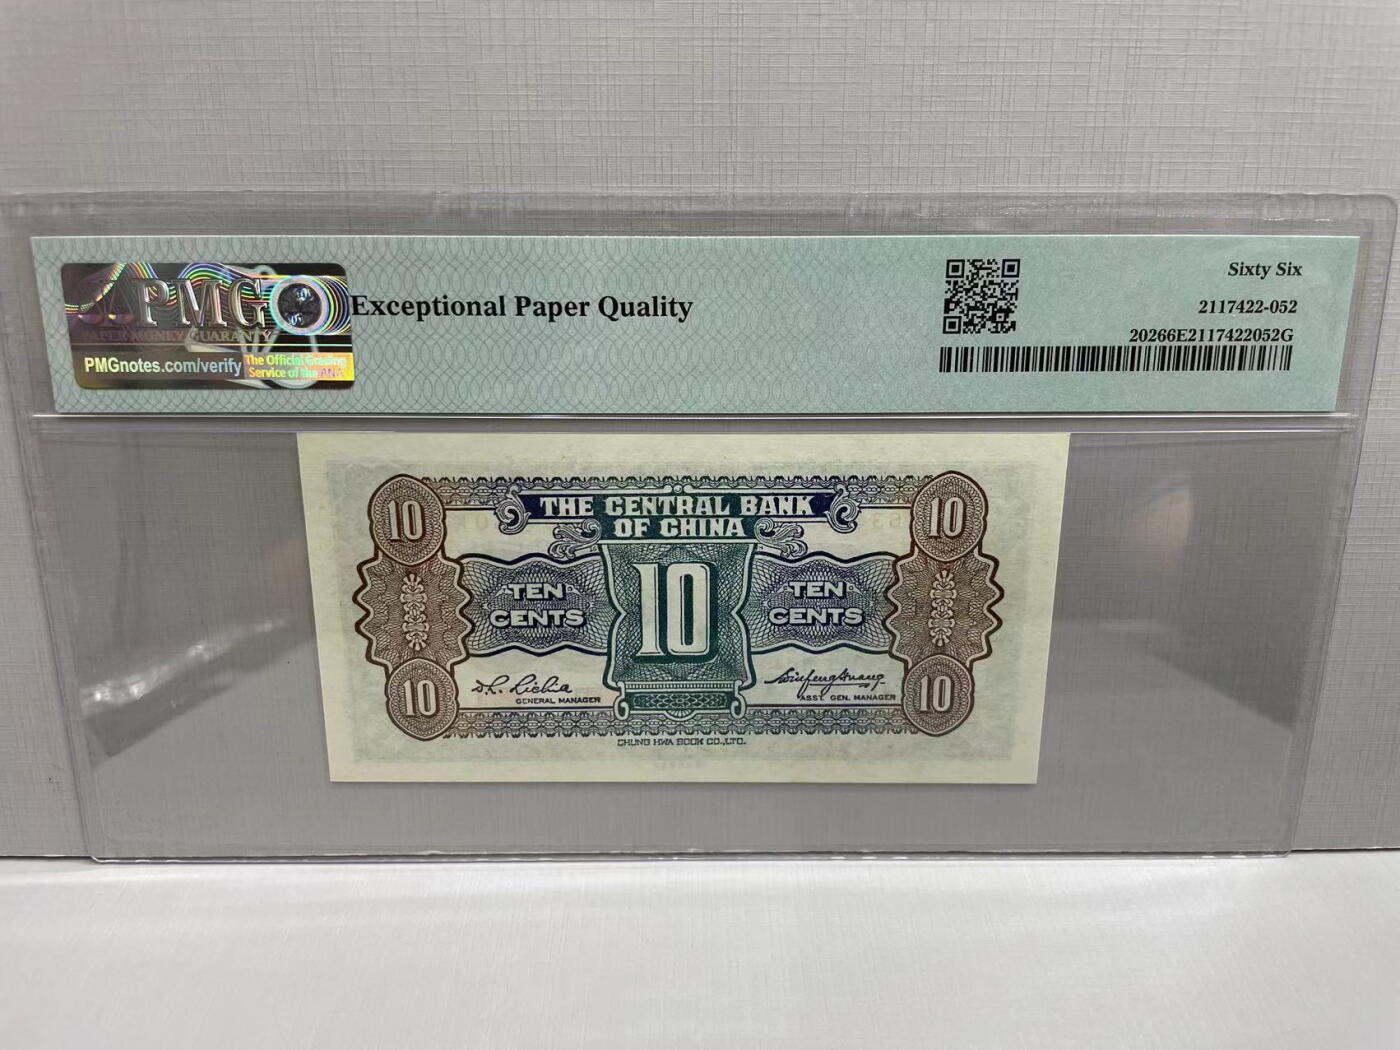 PMG
PAPER MONEY GUARANTY
PMGnotes.com/verify
The Official Grading
Service of the ANA
Exceptional Paper Quality
Sixty Six
2117422-052
20266E2117422052G
THE CENTRAL BANK
OF CHINA
10
10
10
TEN
CENTS
TEN
CENTS
GENERAL MANAGER
ASST. GEN. MANAGER
10
10
CHUNG HWA BOOK CO.,LTD.